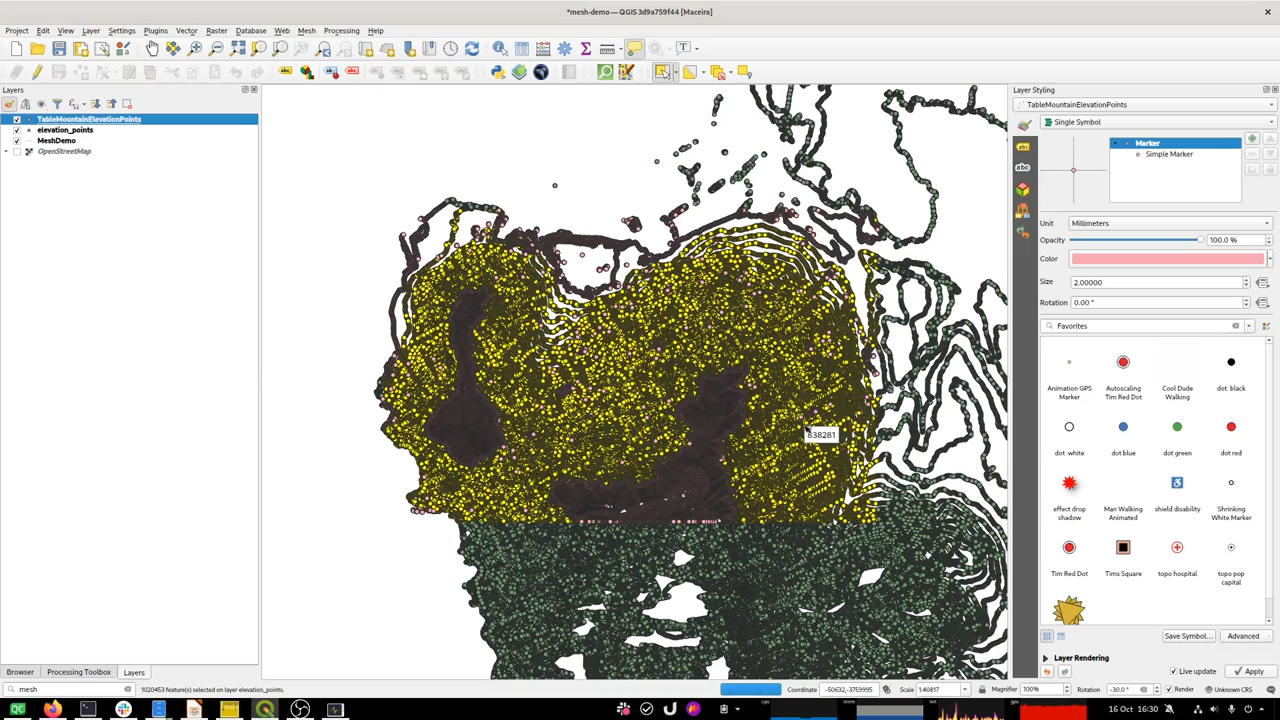 *mesh-demo — QGIS 3d9a759f44 [Maceira]
Project Edit View Layer Settings Plugins Vector Raster Database Web Mesh Processing Help
Layers
TableMountainElevationPoints
elevation_points
MeshDemo
OpenStreetMap
838281
Layer Styling
TableMountainElevationPoints
Single Symbol
Marker
Simple Marker
Unit Millimeters
Opacity 100.0 %
Color
Size 2.00000
Rotation 0.00 °
Favorites
Animation GPS Marker
Autoscaling Tim Red Dot
Cool Dude Walking
dot black
dot white
dot blue
dot green
dot red
effect drop shadow
Man Walking Animated
shield disability
Shrinking White Marker
Tim Red Dot
Tims Square
topo hospital
topo pop capital
Save Symbol... Advanced
Layer Rendering
Live update Apply
Browser Processing Toolbox Layers
mesh 1020453 feature(s) selected on layer elevation_points. Coordinate -50632,-3759995 Scale 1:40817 Magnifier 100% Rotation -30.0 ° Render Unknown CRS
cpu mem net
16 Oct 16:30